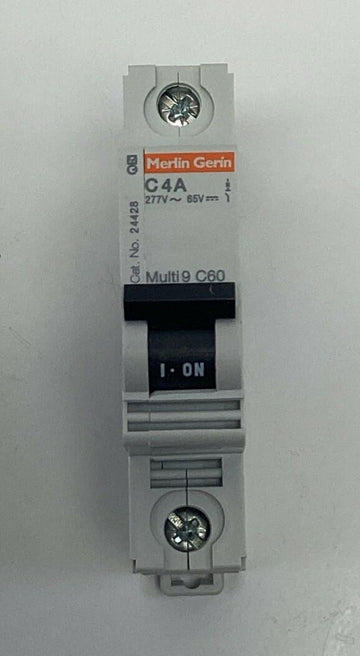 Merlin Gerin
C4A
277V～ 65V⎓
Cat. No. 24428
Multi 9 C60
I · ON